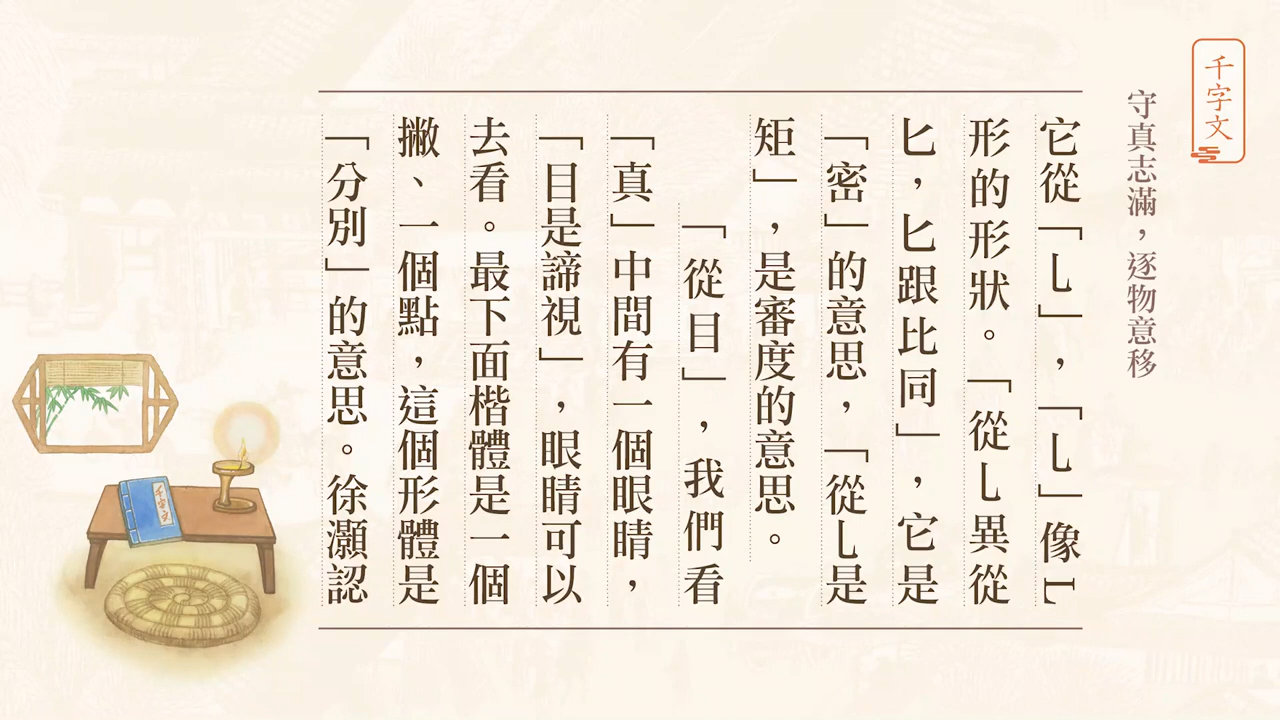 千字文
守真志滿，逐物意移
它從「乚」，「乚」像L
形的形狀。「從乚異從
匕，匕跟比同」，它是
「密」的意思，「從乚是
矩」，是審度的意思。
「從目」，我們看
「真」中間有一個眼睛，
「目是諦視」，眼睛可以
去看。最下面楷體是一個
撇、一個點，這個形體是
「分別」的意思。徐灝認
千字文